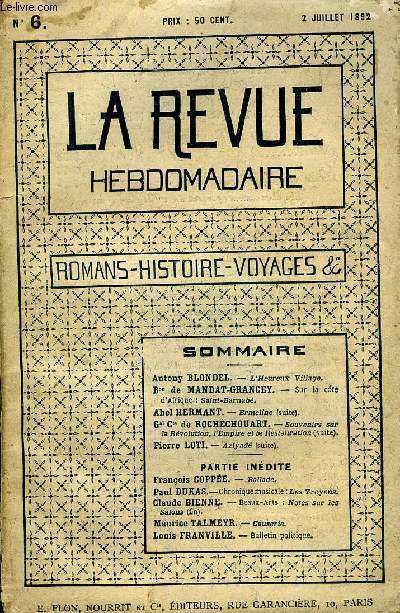 www.Le-livre.com
N° 6.
PRIX : 50 CENT.
2 JUILLET 1892
LA REVUE
HEBDOMADAIRE
ROMANS-HISTOIRE-VOYAGES &
SOMMAIRE
Antony BLONDEL. — L'Heureux Village.
Bon de MANDAT-GRANCEY. — Sur la côte
d'Afrique : Saint-Barnabé.
Abel HERMANT. — Ermeline (suite).
Gal Cte de ROCHECHOUART. — Souvenirs sur
la Révolution, l'Empire et la Restauration (suite).
Pierre LOTI. — Aziyadé (suite).
PARTIE INÉDITE
François COPPÉE. — Ballade.
Paul DUKAS. — Chronique musicale : Les Troyens.
Claude BIENNE. — Beaux-Arts : Notes sur les
Salons (fin).
Maurice TALMEYR. — Causerie.
Louis FRANVILLE. — Bulletin politique.
E. PLON, NOURRIT ET Cie, ÉDITEURS, RUE GARANCIÈRE, 10, PARIS